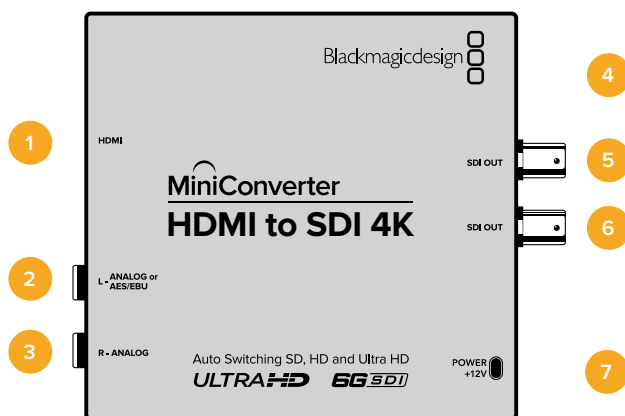 Blackmagicdesign
4
1
HDMI
5
SDI OUT
MiniConverter
HDMI to SDI 4K
SDI OUT
6
2
L - ANALOG or
AES/EBU
3
R - ANALOG
Auto Switching SD, HD and Ultra HD
ULTRAHD 6G SDI
POWER
+12V
7